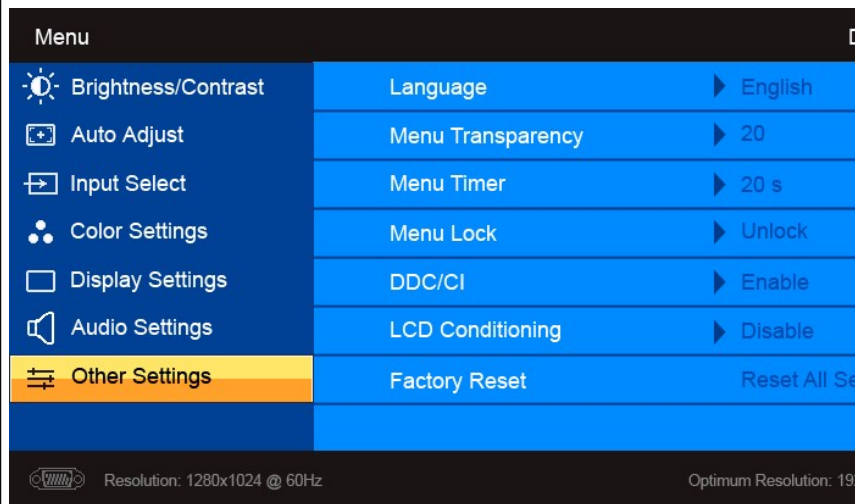 Menu
Brightness/Contrast
Auto Adjust
Input Select
Color Settings
Display Settings
Audio Settings
Other Settings
Language English
Menu Transparency 20
Menu Timer 20 s
Menu Lock Unlock
DDC/CI Enable
LCD Conditioning Disable
Factory Reset Reset All
Resolution: 1280x1024 @ 60Hz
Optimum Resolution: